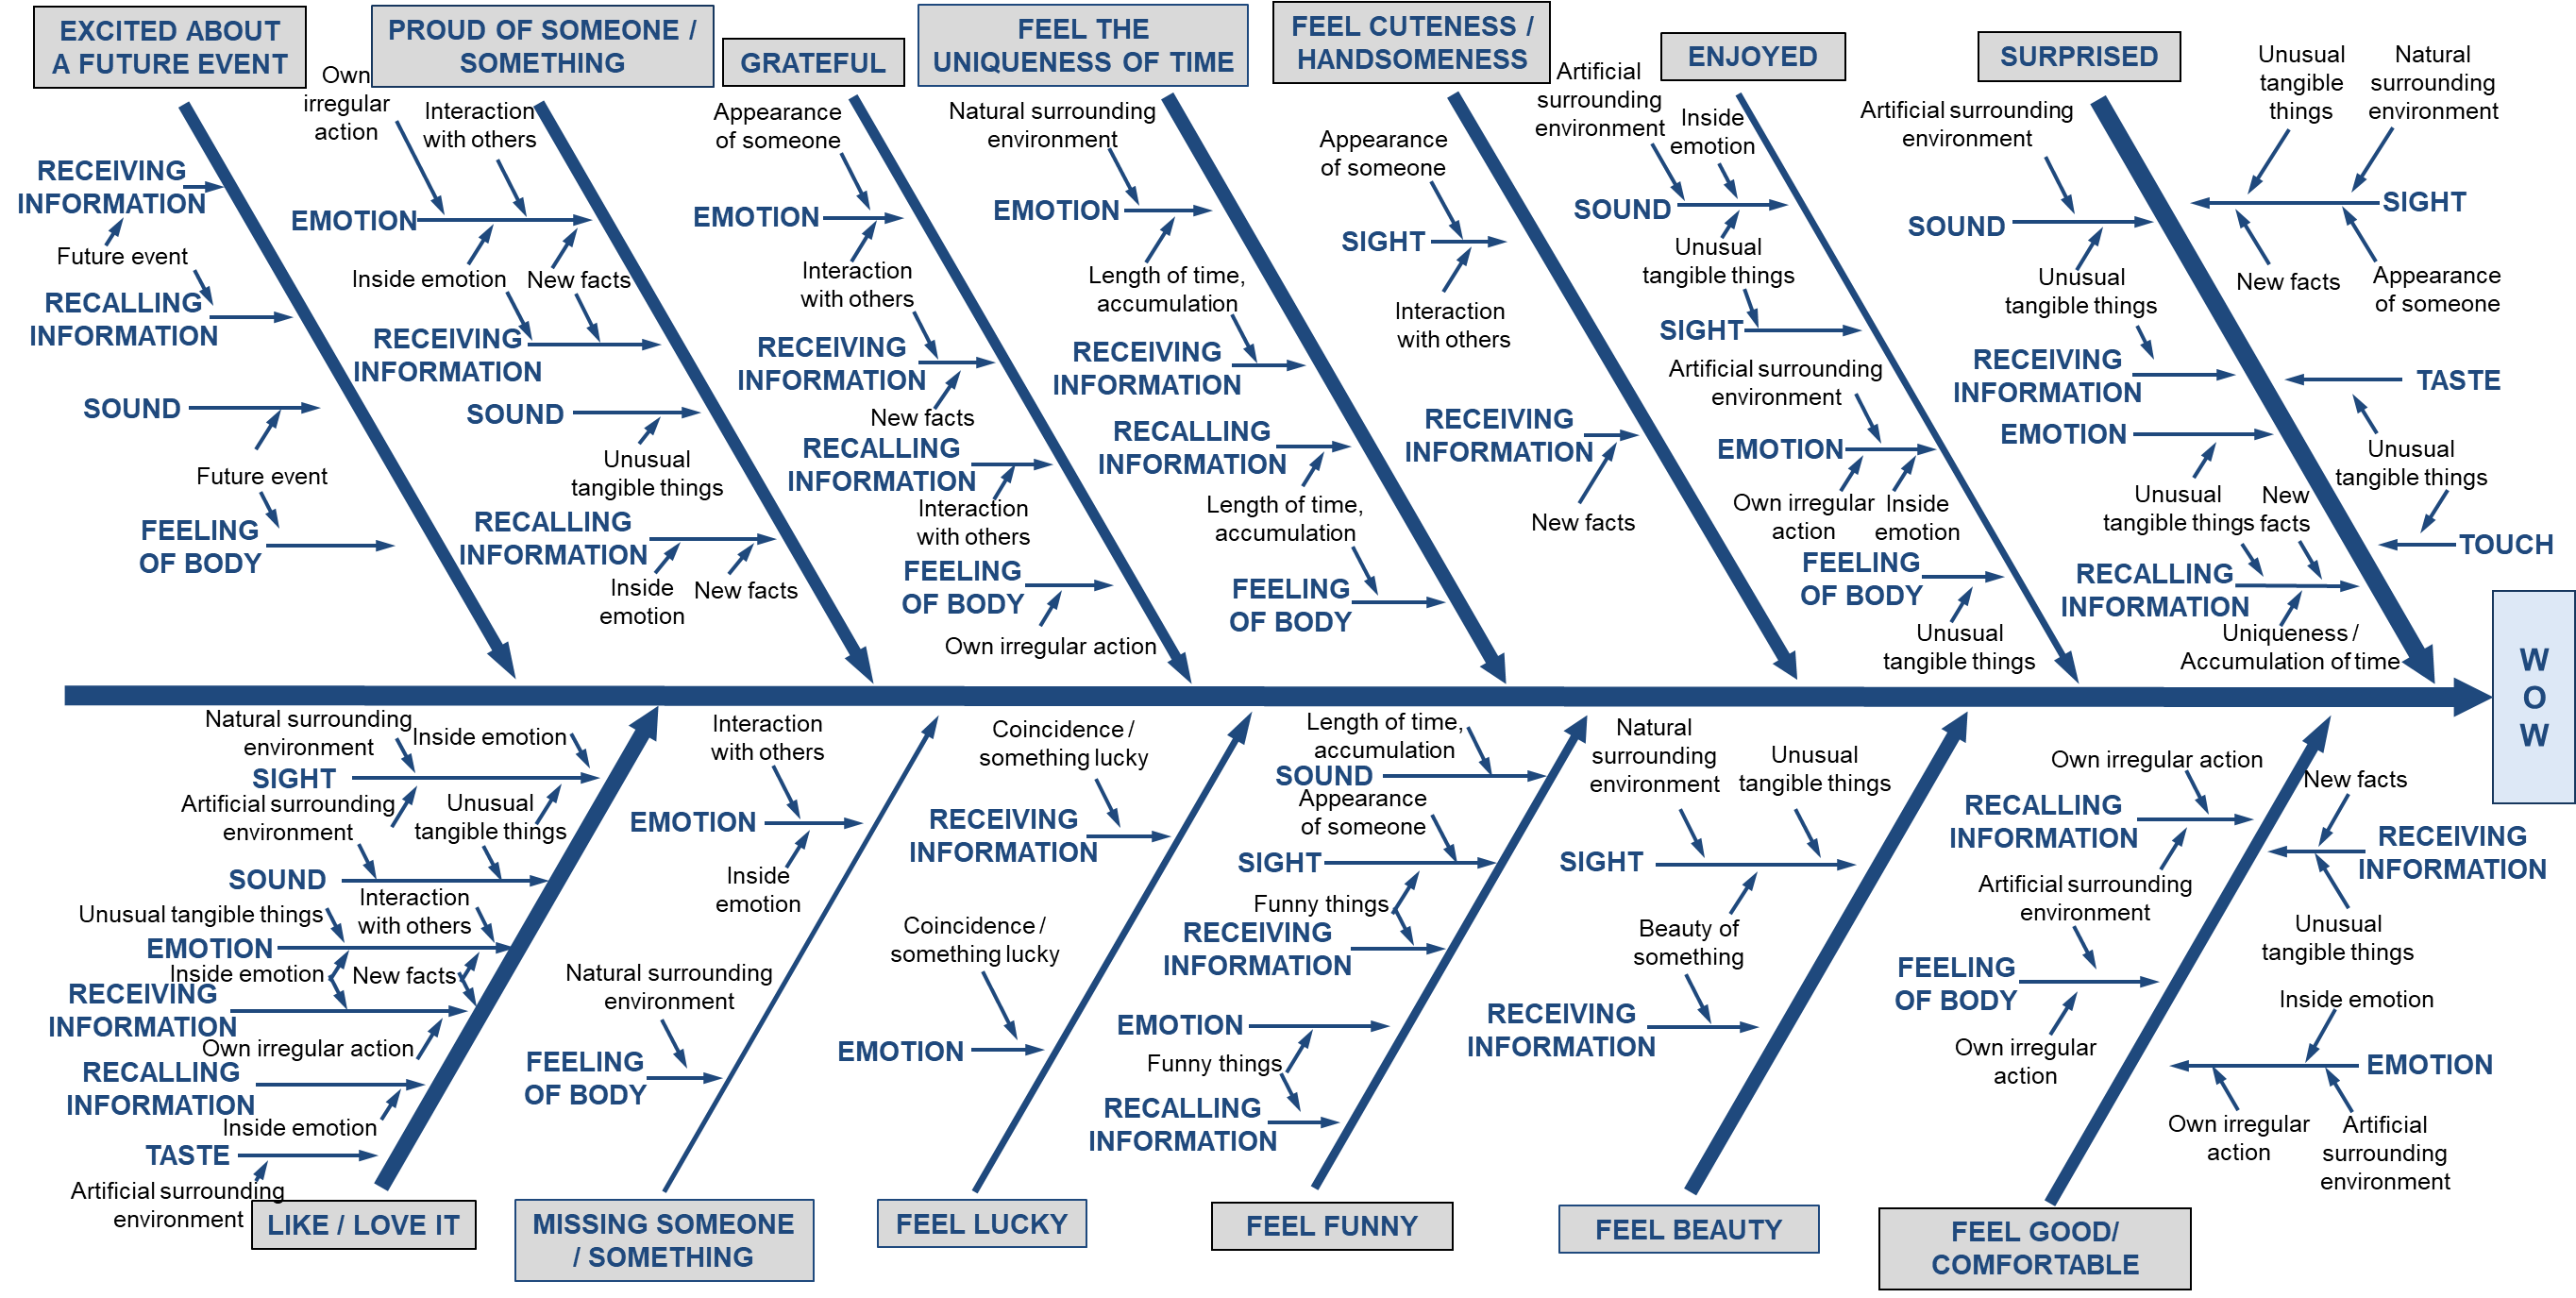 EXCITED ABOUT
A FUTURE EVENT
RECEIVING
INFORMATION
Future event
RECALLING
INFORMATION
SOUND
Future event
FEELING
OF BODY
PROUD OF SOMEONE /
SOMETHING
Own
irregular
action
Interaction
with others
EMOTION
Inside emotion
New facts
RECEIVING
INFORMATION
SOUND
Unusual
tangible things
RECALLING
INFORMATION
Inside
emotion
New facts
GRATEFUL
Appearance
of someone
EMOTION
Interaction
with others
RECEIVING
INFORMATION
New facts
RECALLING
INFORMATION
Interaction
with others
FEELING
OF BODY
Own irregular action
FEEL THE
UNIQUENESS OF TIME
Natural surrounding
environment
EMOTION
Length of time,
accumulation
RECEIVING
INFORMATION
RECALLING
INFORMATION
Length of time,
accumulation
FEELING
OF BODY
FEEL CUTENESS /
HANDSOMENESS
Appearance
of someone
SIGHT
Interaction
with others
RECEIVING
INFORMATION
New facts
ENJOYED
Artificial
surrounding
environment
Inside
emotion
SOUND
Unusual
tangible things
SIGHT
Artificial surrounding
environment
EMOTION
Own irregular
action
Inside
emotion
FEELING
OF BODY
Unusual
tangible things
SURPRISED
Artificial surrounding
environment
SOUND
Unusual
tangible things
RECEIVING
INFORMATION
EMOTION
Unusual
tangible things
New
facts
RECALLING
INFORMATION
Uniqueness /
Accumulation of time
Unusual
tangible
things
Natural
surrounding
environment
SIGHT
New facts
Appearance
of someone
TASTE
Unusual
tangible things
TOUCH
W
O
W
Natural surrounding
environment
Inside emotion
SIGHT
Artificial surrounding
environment
Unusual
tangible things
SOUND
Unusual tangible things
Interaction
with others
EMOTION
Inside emotion
New facts
RECEIVING
INFORMATION
Own irregular action
RECALLING
INFORMATION
Inside emotion
TASTE
Artificial surrounding
environment
LIKE / LOVE IT
Interaction
with others
EMOTION
Inside
emotion
Natural surrounding
environment
FEELING
OF BODY
MISSING SOMEONE
/ SOMETHING
Coincidence /
something lucky
RECEIVING
INFORMATION
Coincidence /
something lucky
EMOTION
FEEL LUCKY
Length of time,
accumulation
SOUND
Appearance
of someone
SIGHT
Funny things
RECEIVING
INFORMATION
EMOTION
Funny things
RECALLING
INFORMATION
FEEL FUNNY
Natural
surrounding
environment
Unusual
tangible things
SIGHT
Beauty of
something
RECEIVING
INFORMATION
FEEL BEAUTY
Own irregular action
RECALLING
INFORMATION
Artificial surrounding
environment
FEELING
OF BODY
Own irregular
action
New facts
RECEIVING
INFORMATION
Unusual
tangible things
Inside emotion
EMOTION
Own irregular
action
Artificial
surrounding
environment
FEEL GOOD/
COMFORTABLE